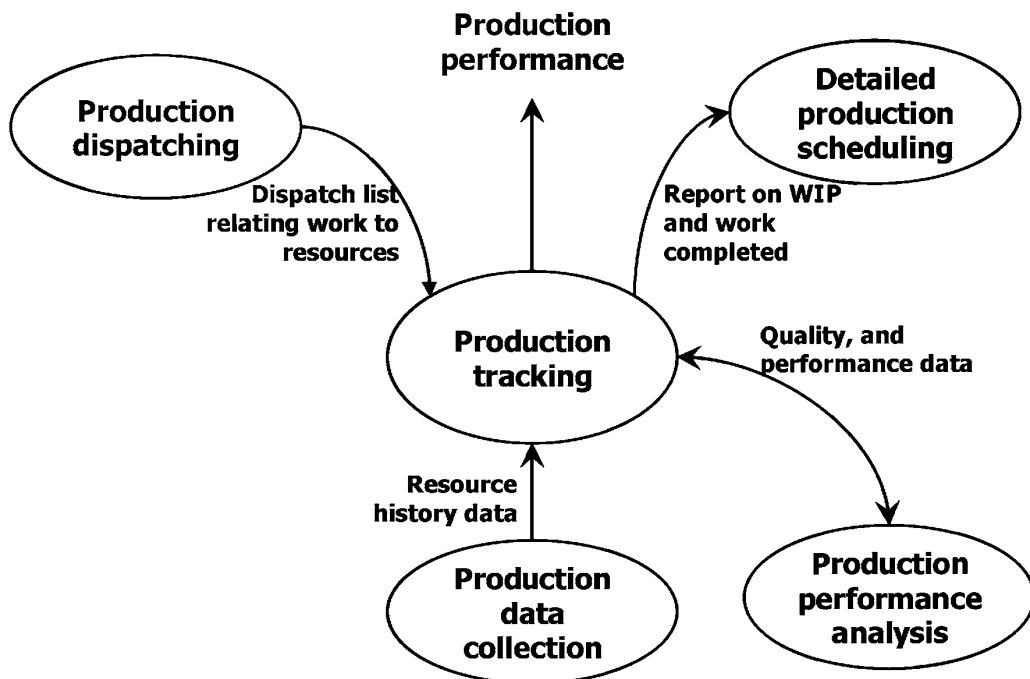 Production
performance
Production
dispatching
Detailed
production
scheduling
Dispatch list
relating work to
resources
Report on WIP
and work
completed
Production
tracking
Quality, and
performance data
Resource
history data
Production
data
collection
Production
performance
analysis